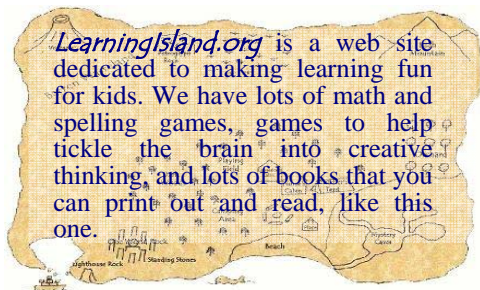 LearningIsland.org is a web site
dedicated to making learning fun
for kids. We have lots of math and
spelling games, games to help
tickle the brain into creative
thinking, and lots of books that you
can print out and read, like this
one.
Beach
Mystery
Lighthouse Rock
Standing Stones